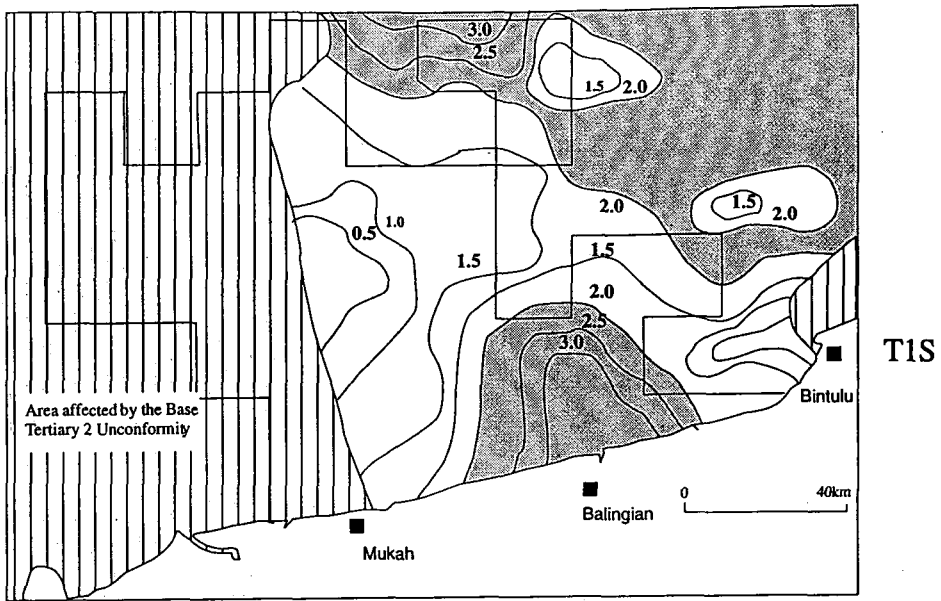 3.0
2.5
1.5
2.0
1.5
2.0
2.0
1.0
0.5
1.5
1.5
2.0
2.5
3.0
T1S
Bintulu
Area affected by the Base
Tertiary 2 Unconformity
0
40km
Balingian
Mukah